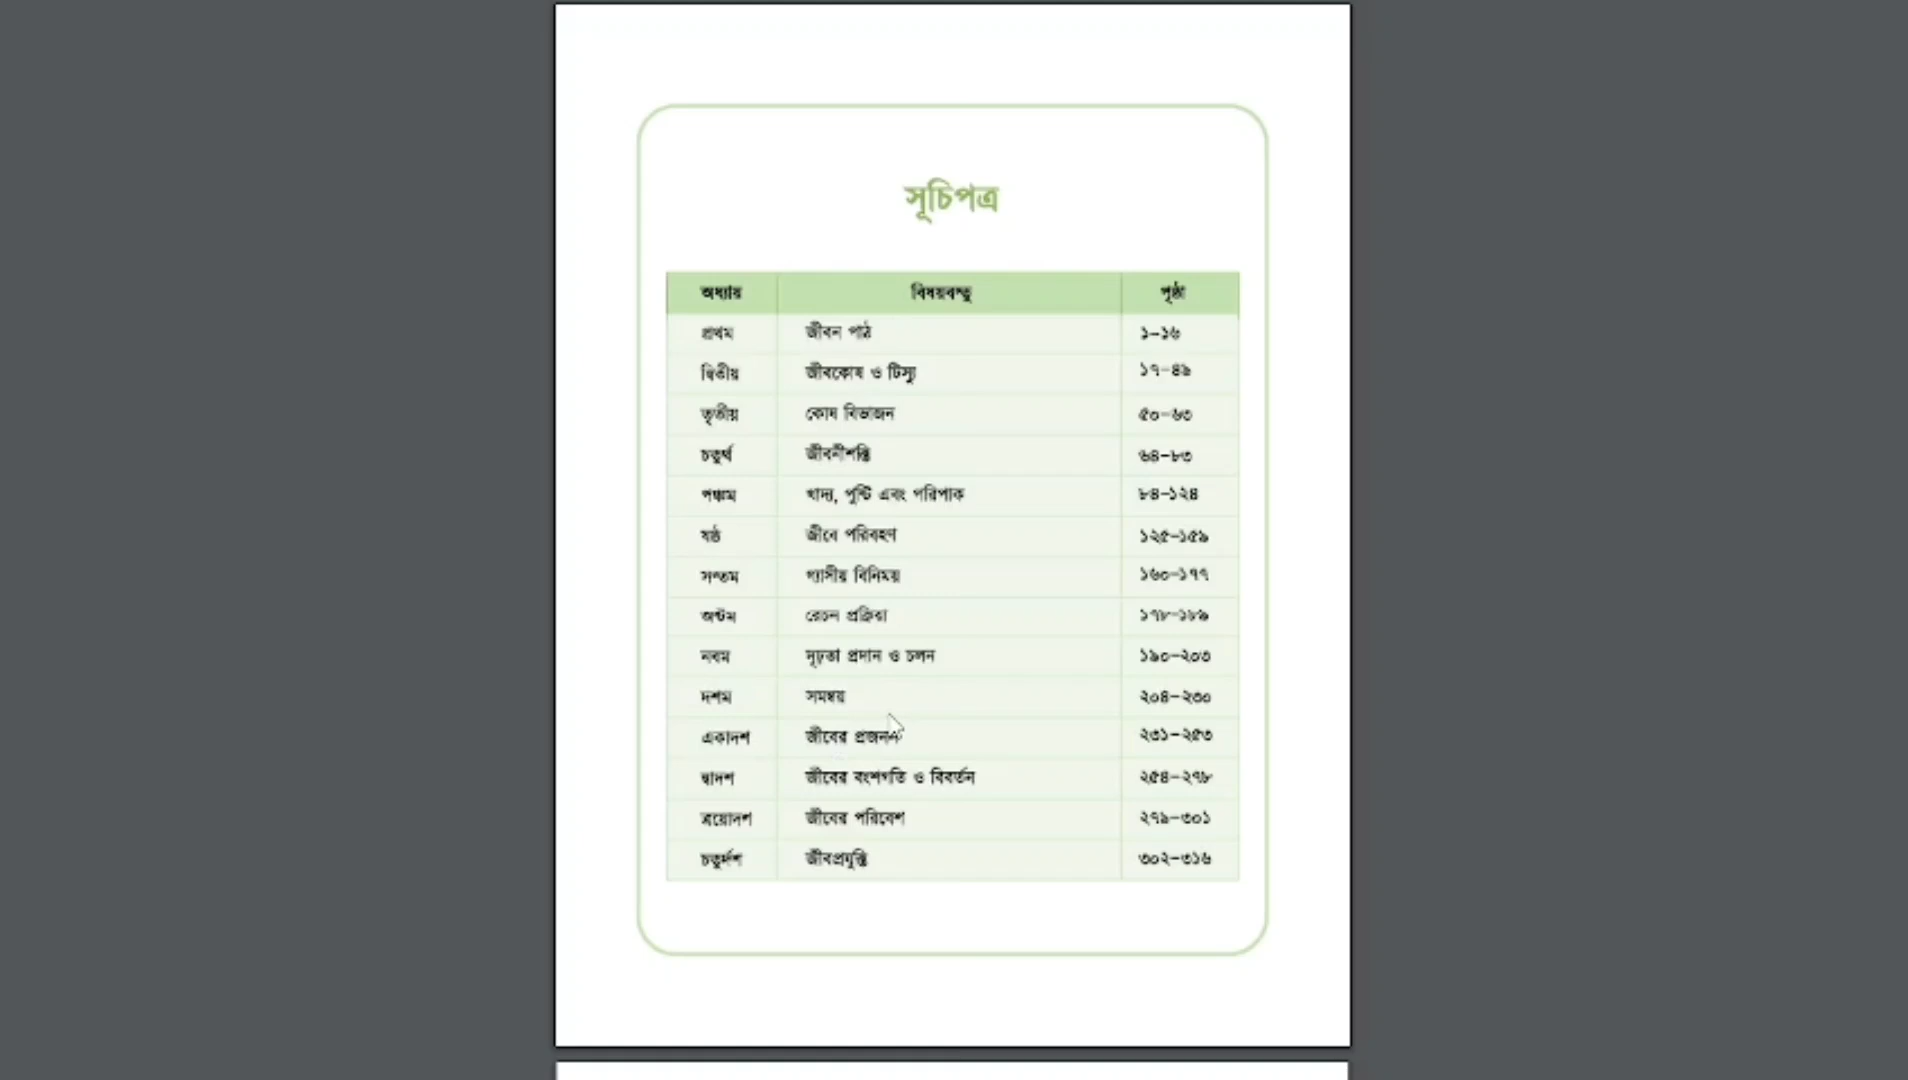 সূচিপত্র
অধ্যায় বিষয়বস্তু পৃষ্ঠা
প্রথম জীবন পাঠ ১-১৬
দ্বিতীয় জীবকোষ ও টিস্যু ১৭-৪৯
তৃতীয় কোষ বিভাজন ৫০-৬৩
চতুর্থ জীবনীশক্তি ৬৪-৮৩
পঞ্চম খাদ্য, পুষ্টি এবং পরিপাক ৮৪-১২৪
ষষ্ঠ জীবে পরিবহণ ১২৫-১৫৯
সপ্তম গ্যাসীয় বিনিময় ১৬০-১৭৭
অষ্টম রেচন প্রক্রিয়া ১৭৮-১৮৯
নবম দৃঢ়তা প্রদান ও চলন ১৯০-২০৩
দশম সমন্বয় ২০৪-২৩০
একাদশ জীবের প্রজনন ২৩১-২৫৩
দ্বাদশ জীবের বংশগতি ও বিবর্তন ২৫৪-২৭৮
ত্রয়োদশ জীবের পরিবেশ ২৭৯-৩০১
চতুর্দশ জীবপ্রযুক্তি ৩০২-৩১৬